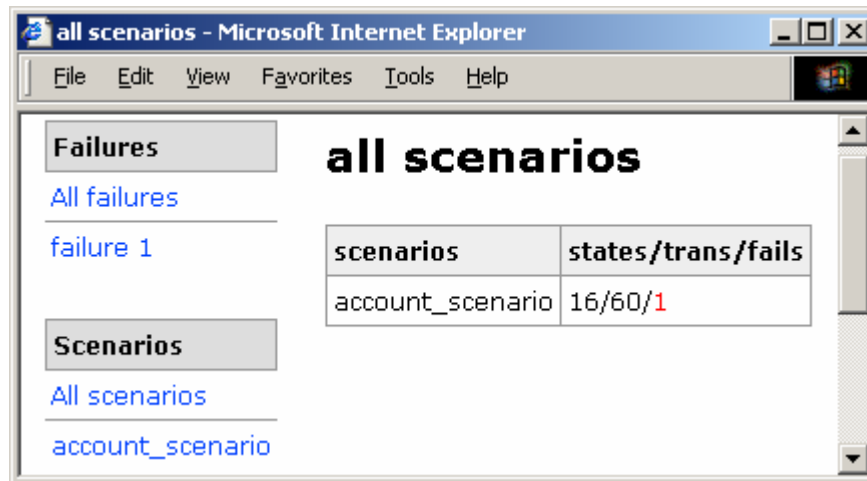 all scenarios - Microsoft Internet Explorer
File Edit View Favorites Tools Help
Failures
All failures
failure 1
Scenarios
All scenarios
account_scenario
all scenarios
scenarios states/trans/fails
account_scenario 16/60/1